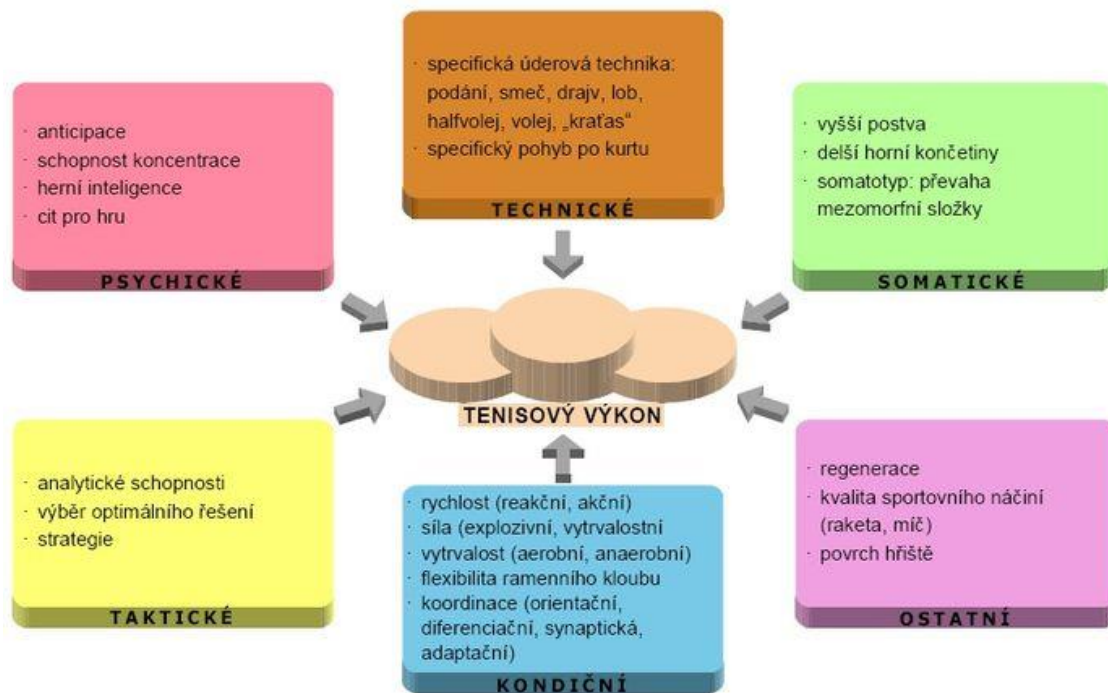 · specifická úderová technika:
podání, smeč, drajv, lob,
halfvolej, volej, „kraťas“
· specifický pohyb po kurtu
TECHNICKÉ
· anticipace
· schopnost koncentrace
· herní inteligence
· cit pro hru
PSYCHICKÉ
· vyšší postva
· delší horní končetiny
· somatotyp: převaha
mezomorfní složky
SOMATICKÉ
TENISOVÝ VÝKON
· analytické schopnosti
· výběr optimálního řešení
· strategie
TAKTICKÉ
· rychlost (reakční, akční)
· síla (explozivní, vytrvalostní
· vytrvalost (aerobní, anaerobní)
· flexibilita ramenního kloubu
· koordinace (orientační,
diferenciační, synaptická,
adaptační)
KONDIČNÍ
· regenerace
· kvalita sportovního náčiní
(raketa, míč)
· povrch hřiště
OSTATNÍ